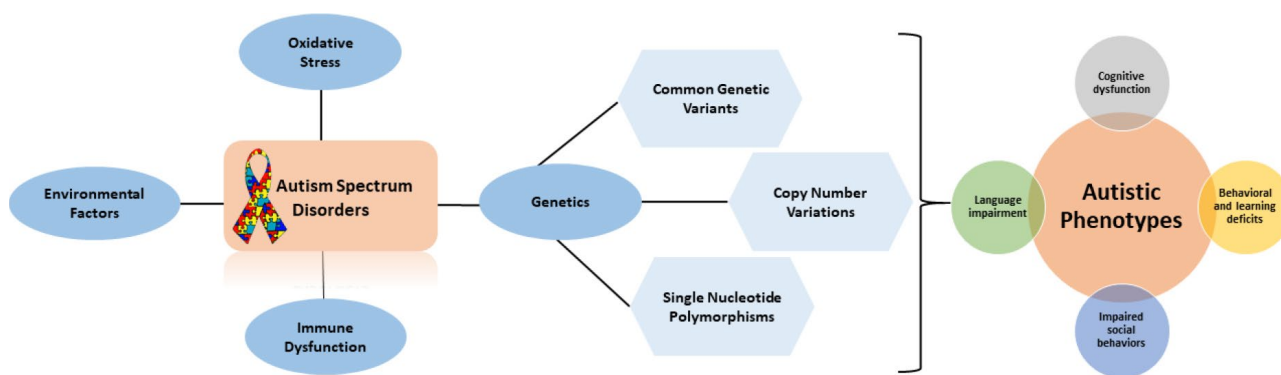 Oxidative
Stress
Environmental
Factors
Autism Spectrum
Disorders
Immune
Dysfunction
Genetics
Common Genetic
Variants
Copy Number
Variations
Single Nucleotide
Polymorphisms
Cognitive
dysfunction
Language
impairment
Autistic
Phenotypes
Behavioral
and learning
deficits
Impaired
social
behaviors